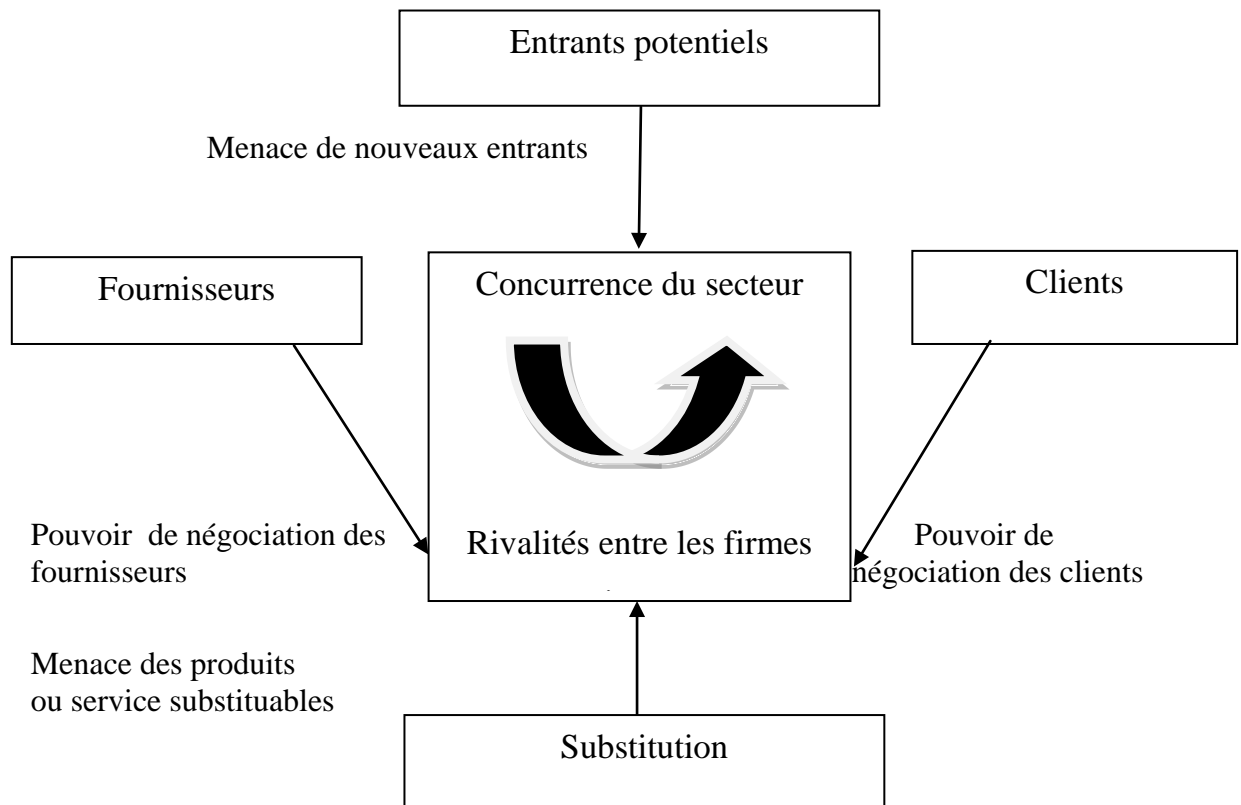 Entrants potentiels
Menace de nouveaux entrants
Fournisseurs
Concurrence du secteur
Clients
Pouvoir de négociation des
fournisseurs
Rivalités entre les firmes
Pouvoir de
négociation des clients
Menace des produits
ou service substituables
Substitution